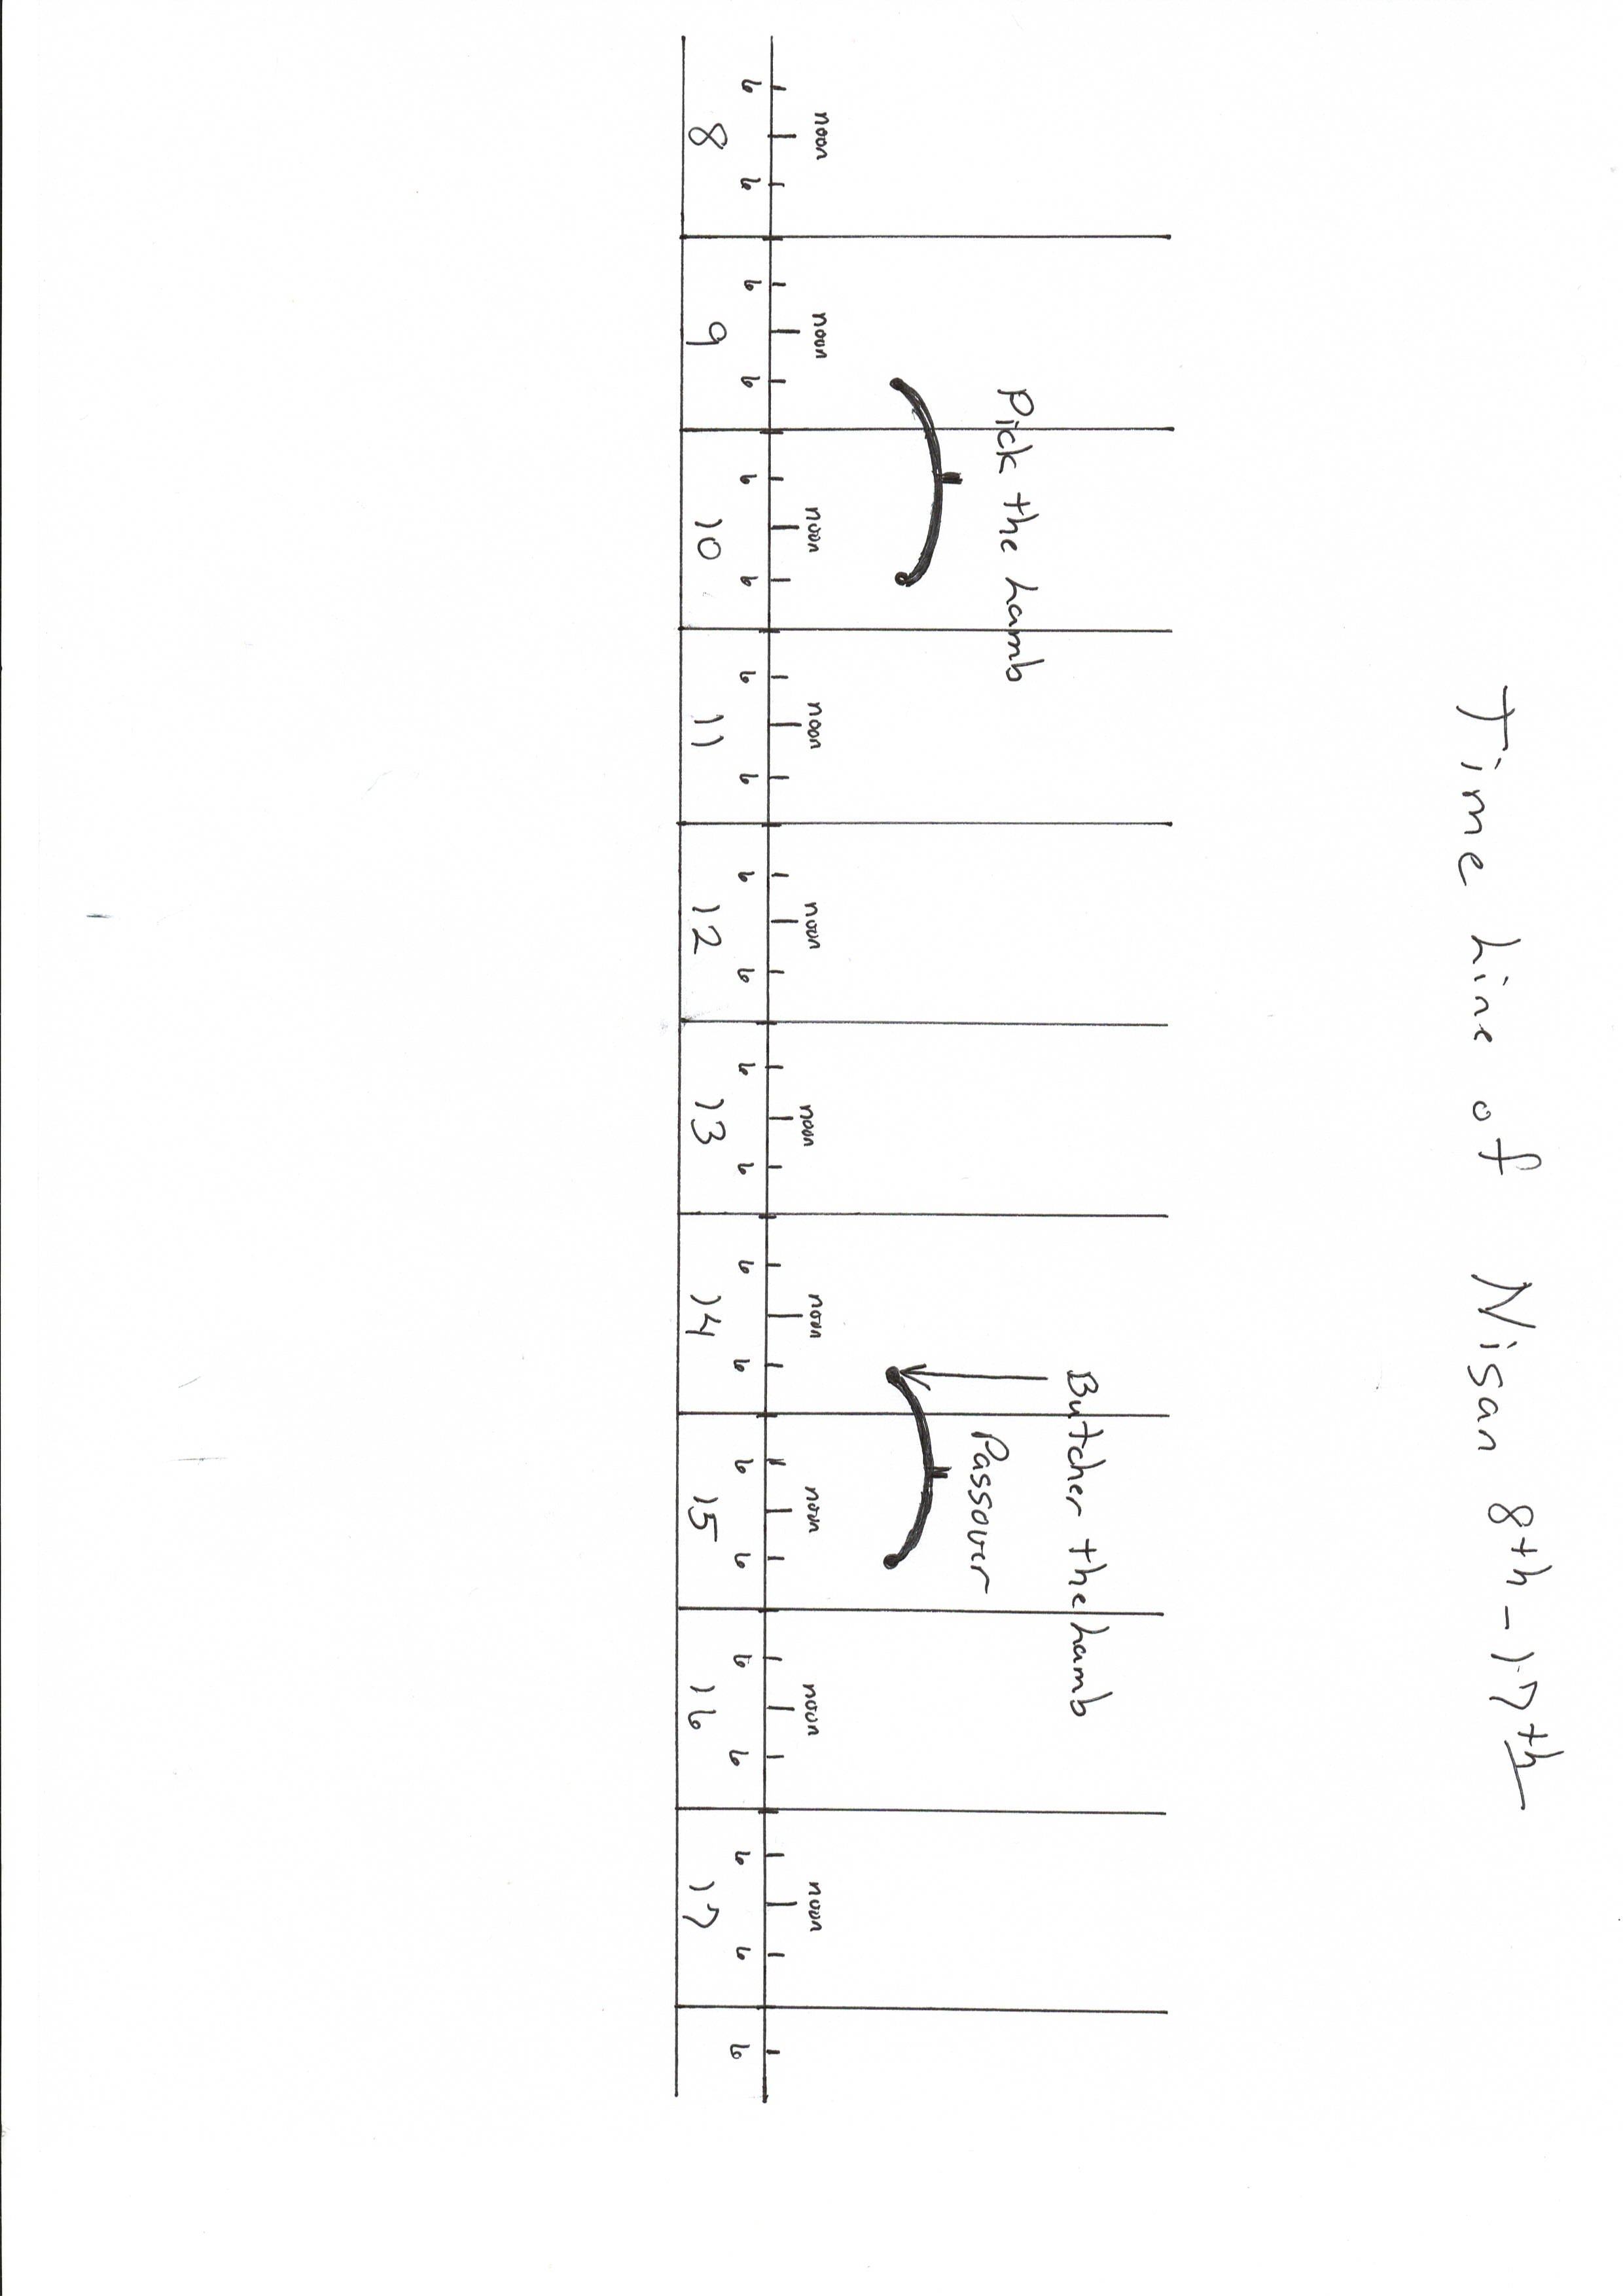 Time Line of Nisan 8th-17th
Butcher the Lamb
Pick the Lamb
Passover
noon noon noon noon noon noon noon noon noon noon
6 6 6 6 6 6 6 6 6 6 6 6 6 6 6 6 6 6 6 6 6
8 9 10 11 12 13 14 15 16 17